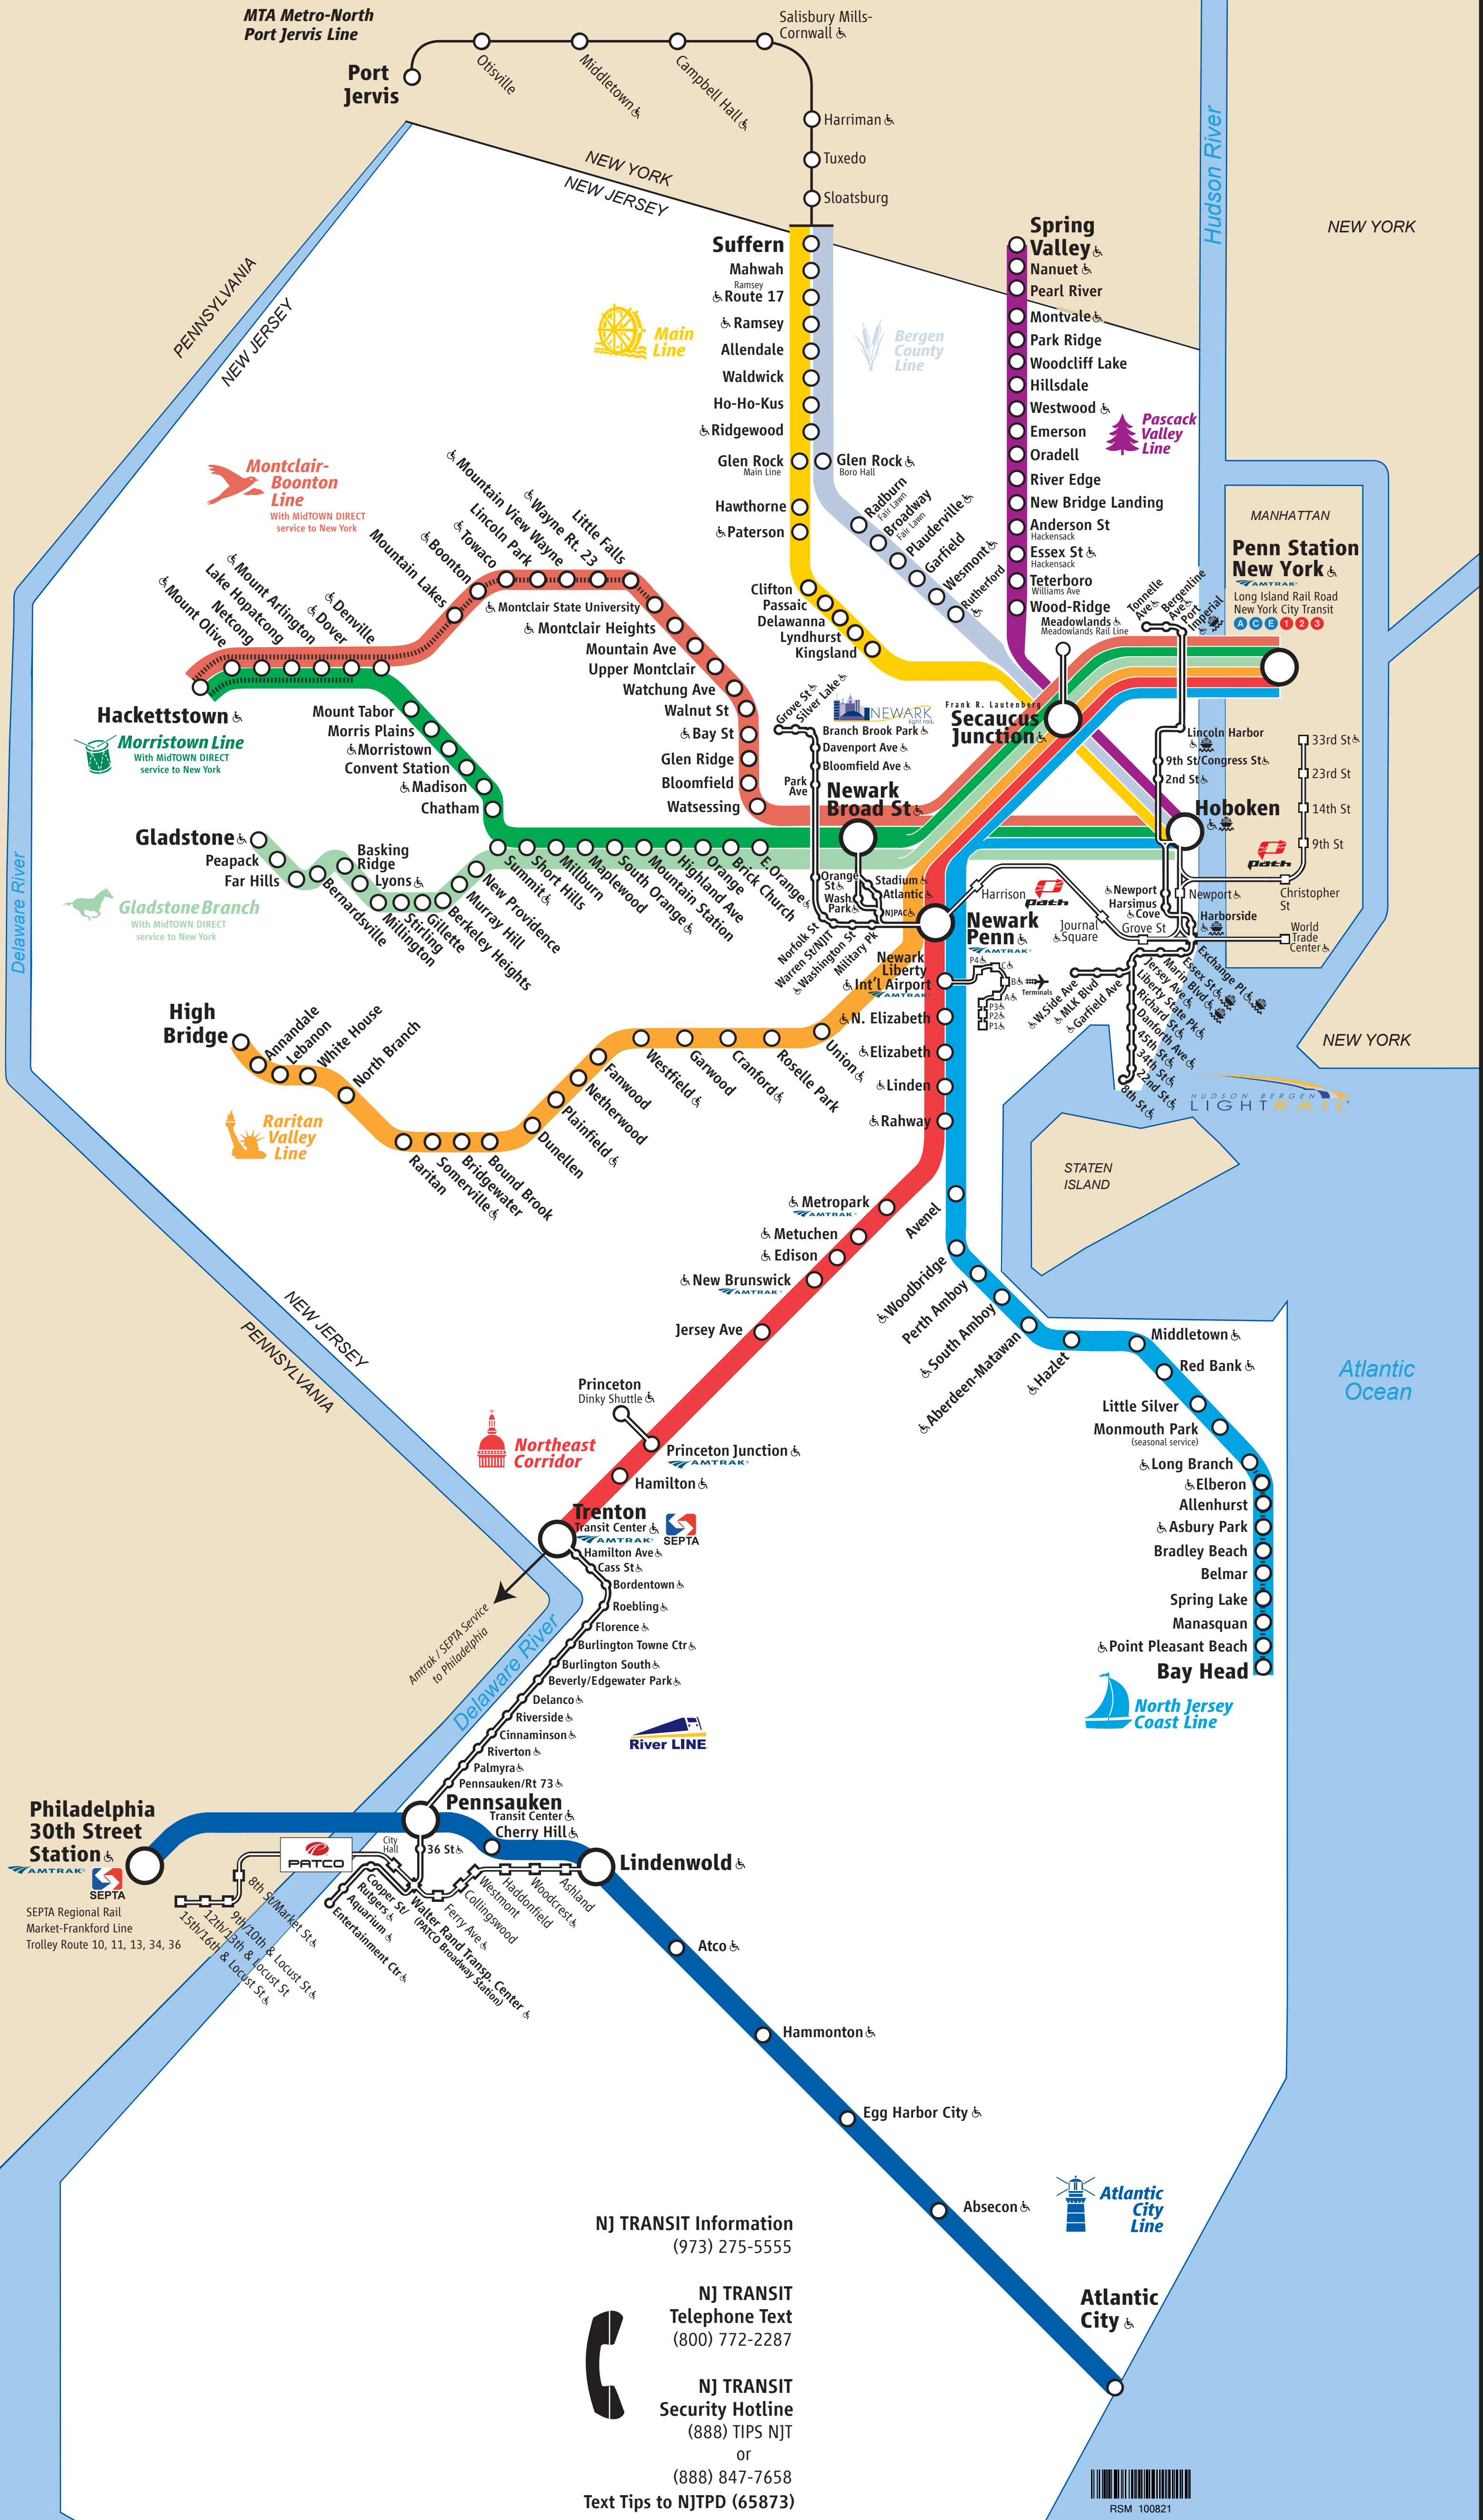 MTA Metro-North
Port Jervis Line
Port
Jervis
Otisville
Middletown
Campbell Hall
Salisbury Mills-
Cornwall
Harriman
Tuxedo
Sloatsburg
NEW YORK
NEW JERSEY
PENNSYLVANIA
NEW JERSEY
Hudson River
NEW YORK
Suffern
Mahwah
Ramsey
Route 17
Ramsey
Allendale
Waldwick
Ho-Ho-Kus
Ridgewood
Glen Rock
Main Line
Glen Rock
Boro Hall
Hawthorne
Paterson
Clifton
Passaic
Delawanna
Lyndhurst
Kingsland
Main
Line
Bergen
County
Line
Radburn
Fair Lawn
Broadway
Fair Lawn
Plauderville
Garfield
Wesmont
Rutherford
Spring
Valley
Nanuet
Pearl River
Montvale
Park Ridge
Woodcliff Lake
Hillsdale
Westwood
Emerson
Oradell
River Edge
New Bridge Landing
Anderson St
Hackensack
Essex St
Hackensack
Teterboro
Williams Ave
Wood-Ridge
Meadowlands
Meadowlands Rail Line
Pascack
Valley
Line
Montclair-
Boonton
Line
With MidTOWN DIRECT
service to New York
Mount Olive
Netcong
Lake Hopatcong
Mount Arlington
Dover
Denville
Mountain Lakes
Boonton
Towaco
Lincoln Park
Mountain View Wayne
Wayne Rt. 23
Little Falls
Montclair State University
Montclair Heights
Mountain Ave
Upper Montclair
Watchung Ave
Walnut St
Bay St
Glen Ridge
Bloomfield
Watsessing
Hackettstown
Morristown Line
With MidTOWN DIRECT
service to New York
Mount Tabor
Morris Plains
Morristown
Convent Station
Madison
Chatham
Summit
Short Hills
Millburn
Maplewood
South Orange
Mountain Station
Highland Ave
Orange
Brick Church
E.Orange
Gladstone
Peapack
Far Hills
Bernardsville
Basking
Ridge
Lyons
Millington
Stirling
Gillette
Berkeley Heights
Murray Hill
New Providence
Gladstone Branch
With MidTOWN DIRECT
service to New York
Delaware River
Grove St
Silver Lake
NEWARK
light rail
Branch Brook Park
Davenport Ave
Bloomfield Ave
Park
Ave
Newark
Broad St
Orange
St
Wash.
Park
Stadium
Atlantic
NJPAC
Norfolk St
Warren St/NJIT
Washington St
Military Pk
Frank R. Lautenberg
Secaucus
Junction
MANHATTAN
Penn Station
New York
AMTRAK
Long Island Rail Road
New York City Transit
A C E 1 2 3
Tonnelle
Ave
Bergenline
Ave
Port
Imperial
Lincoln Harbor
9th St/Congress St
2nd St
Hoboken
33rd St
23rd St
14th St
9th St
path
Christopher
St
Newport
Newport
Harsimus
Cove
Harborside
World
Trade
Center
Harrison
path
Journal
Square
Grove St
Newark
Penn
AMTRAK
Exchange Pl
Essex St
Marin Blvd
Jersey Ave
Liberty State Pk
Richard St
Danforth Ave
45th St
34th St
22nd St
8th St
W.Side Ave
MLK Blvd
Garfield Ave
HUDSON BERGEN
LIGHTRAIL
Newark
Liberty
Int'l Airport
AMTRAK
P4
C
B
Terminals
A
P3
P2
P1
N. Elizabeth
Elizabeth
Linden
Rahway
NEW YORK
STATEN
ISLAND
High
Bridge
Annandale
Lebanon
White House
North Branch
Raritan
Somerville
Bridgewater
Bound Brook
Dunellen
Plainfield
Netherwood
Fanwood
Westfield
Garwood
Cranford
Roselle Park
Union
Raritan
Valley
Line
Metropark
AMTRAK
Metuchen
Edison
New Brunswick
AMTRAK
Jersey Ave
Princeton
Dinky Shuttle
Princeton Junction
AMTRAK
Hamilton
Northeast
Corridor
Trenton
Transit Center
AMTRAK
SEPTA
NEW JERSEY
PENNSYLVANIA
Avenel
Woodbridge
Perth Amboy
South Amboy
Aberdeen-Matawan
Hazlet
Middletown
Red Bank
Little Silver
Monmouth Park
(seasonal service)
Long Branch
Elberon
Allenhurst
Asbury Park
Bradley Beach
Belmar
Spring Lake
Manasquan
Point Pleasant Beach
Bay Head
North Jersey
Coast Line
Atlantic
Ocean
Hamilton Ave
Cass St
Bordentown
Roebling
Florence
Burlington Towne Ctr
Burlington South
Beverly/Edgewater Park
Delanco
Riverside
Cinnaminson
Riverton
Palmyra
Pennsauken/Rt 73
Amtrak / SEPTA Service
to Philadelphia
Delaware River
River LINE
Pennsauken
Transit Center
Cherry Hill
36 St
Philadelphia
30th Street
Station
AMTRAK
SEPTA
SEPTA Regional Rail
Market-Frankford Line
Trolley Route 10, 11, 13, 34, 36
PATCO
City
Hall
8th St/Market St
9th/10th & Locust St
12th/13th & Locust St
15th/16th & Locust St
Cooper St/
Rutgers
Aquarium
Entertainment Ctr
Walter Rand Transp. Center
(PATCO Broadway Station)
Ferry Ave
Collingswood
Westmont
Haddonfield
Woodcrest
Ashland
Lindenwold
Atco
Hammonton
Egg Harbor City
Absecon
Atlantic
City
Line
Atlantic
City
NJ TRANSIT Information
(973) 275-5555
NJ TRANSIT
Telephone Text
(800) 772-2287
NJ TRANSIT
Security Hotline
(888) TIPS NJT
or
(888) 847-7658
Text Tips to NJTPD (65873)
RSM 100821